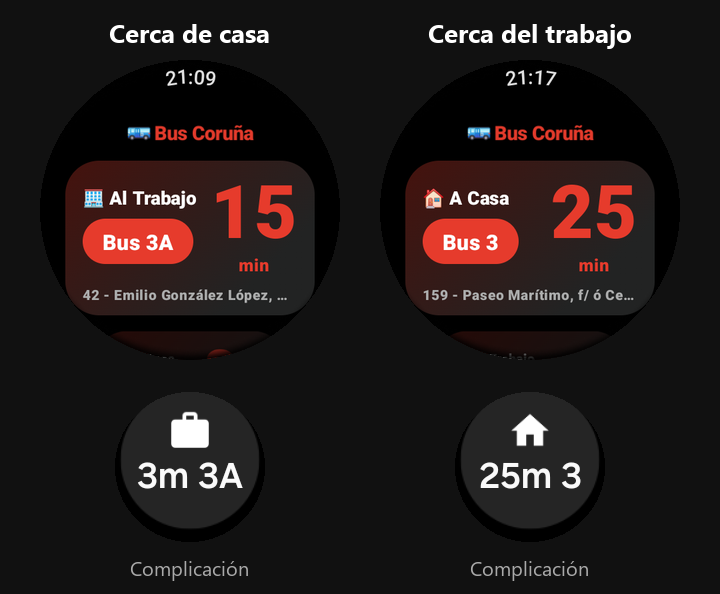 Cerca de casa
21:09
Bus Coruña
Al Trabajo
15
Bus 3A
min
42 - Emilio González López, ...
3m 3A
Complicación
Cerca del trabajo
21:17
Bus Coruña
A Casa
25
Bus 3
min
159 - Paseo Marítimo, f/ ó Ce...
25m 3
Complicación